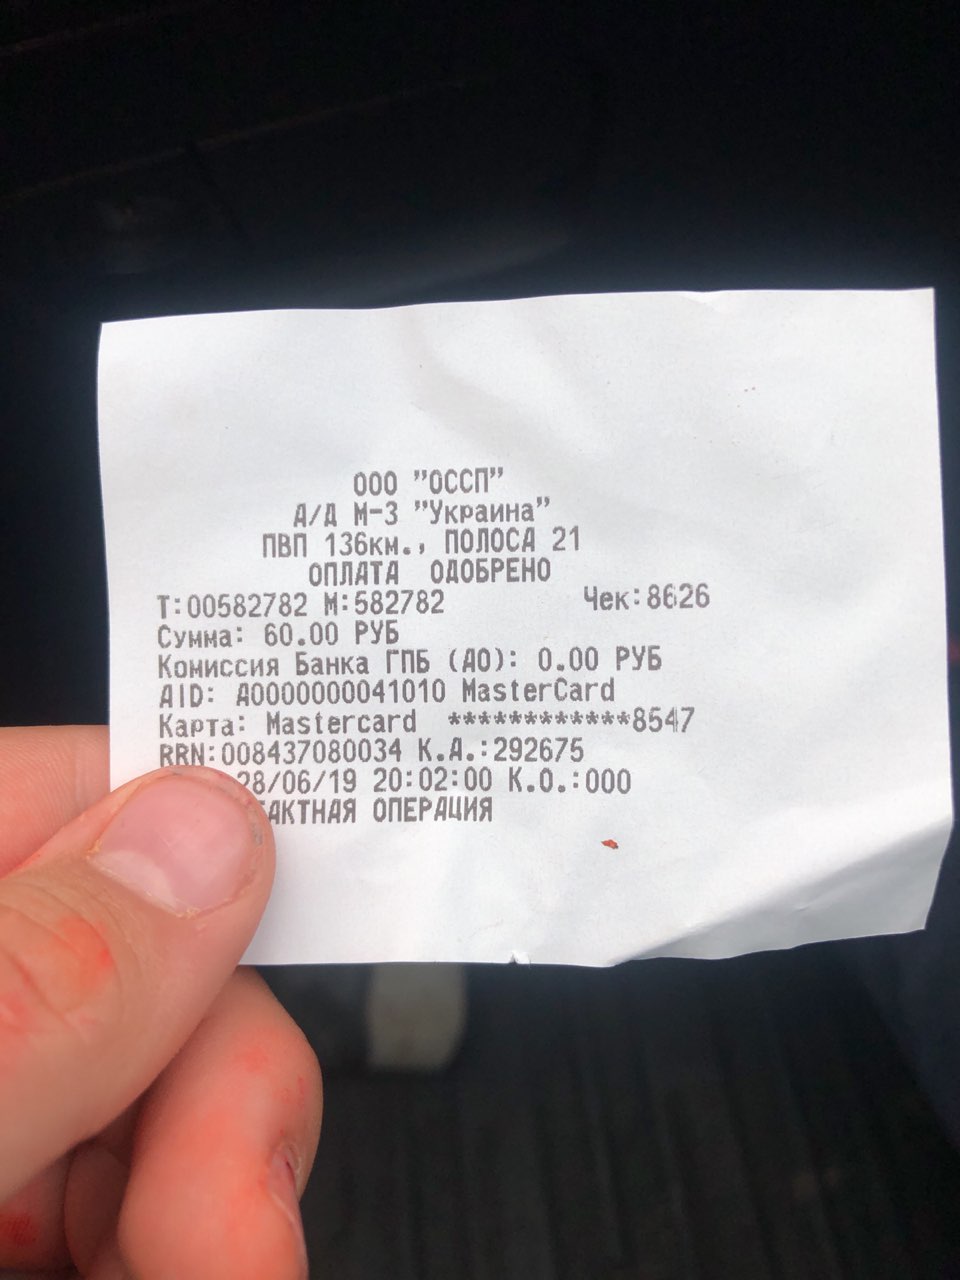 ООО "ОССП"
А/Д М-3 "Украина"
ПВП 136км., ПОЛОСА 21
ОПЛАТА ОДОБРЕНО
Т:00582782 М:582782 Чек:8626
Сумма: 60.00 РУБ
Комиссия Банка ГПБ (АО): 0.00 РУБ
AID: A0000000041010 MasterCard
Карта: Mastercard ************8547
RRN:008437080034 К.А.:292675
28/06/19 20:02:00 К.О.:000
ОПЕРАЦИЯ